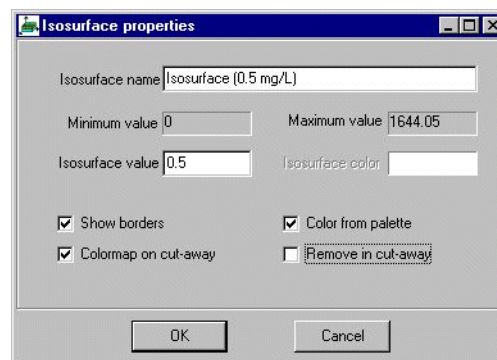 Isosurface properties
Isosurface name Isosurface (0.5 mg/L)
Minimum value 0 Maximum value 1644.05
Isosurface value 0.5 Isosurface color
Show borders Color from palette
Colormap on cut-away Remove in cut-away
OK Cancel